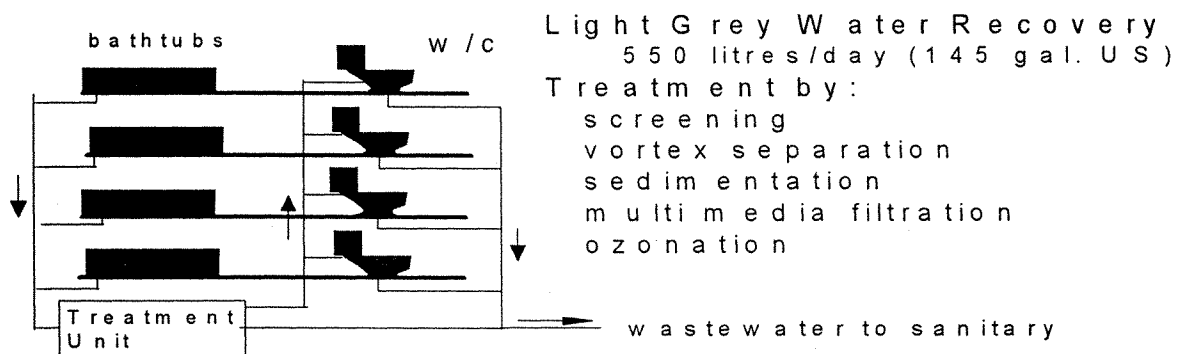 bathtubs
w/c
Light Grey Water Recovery
550 litres/day (145 gal. US)
Treatment by:
screening
vortex separation
sedimentation
multimedia filtration
ozonation
Treatment
Unit
wastewater to sanitary